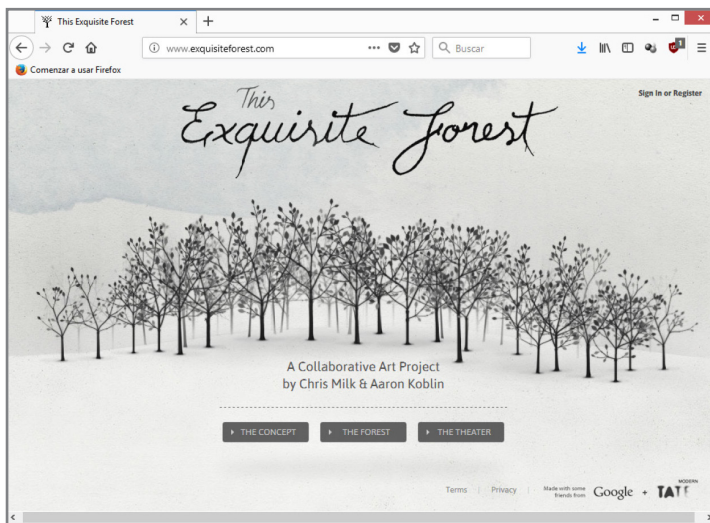 This Exquisite Forest
www.exquisiteforest.com
Buscar
1
Comenzar a usar Firefox
Sign In or Register
This
Exquisite Forest
A Collaborative Art Project
by Chris Milk & Aaron Koblin
THE CONCEPT
THE FOREST
THE THEATER
Terms | Privacy |
Made with some
friends from
Google + TATE
MODERN